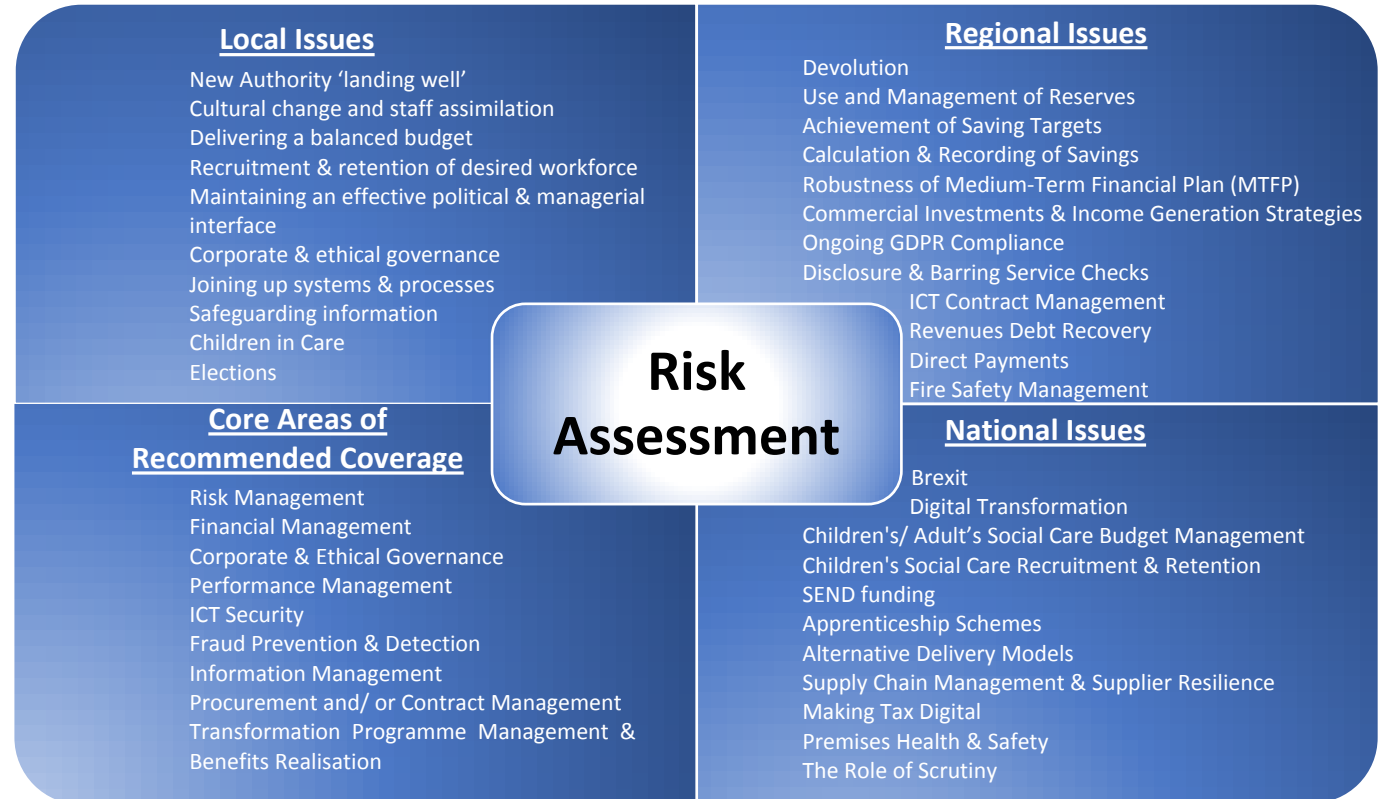 Local Issues
New Authority ‘landing well’
Cultural change and staff assimilation
Delivering a balanced budget
Recruitment & retention of desired workforce
Maintaining an effective political & managerial
interface
Corporate & ethical governance
Joining up systems & processes
Safeguarding information
Children in Care
Elections
Regional Issues
Devolution
Use and Management of Reserves
Achievement of Saving Targets
Calculation & Recording of Savings
Robustness of Medium-Term Financial Plan (MTFP)
Commercial Investments & Income Generation Strategies
Ongoing GDPR Compliance
Disclosure & Barring Service Checks
ICT Contract Management
Revenues Debt Recovery
Direct Payments
Fire Safety Management
Risk
Assessment
Core Areas of
Recommended Coverage
Risk Management
Financial Management
Corporate & Ethical Governance
Performance Management
ICT Security
Fraud Prevention & Detection
Information Management
Procurement and/ or Contract Management
Transformation Programme Management &
Benefits Realisation
National Issues
Brexit
Digital Transformation
Children's/ Adult’s Social Care Budget Management
Children's Social Care Recruitment & Retention
SEND funding
Apprenticeship Schemes
Alternative Delivery Models
Supply Chain Management & Supplier Resilience
Making Tax Digital
Premises Health & Safety
The Role of Scrutiny